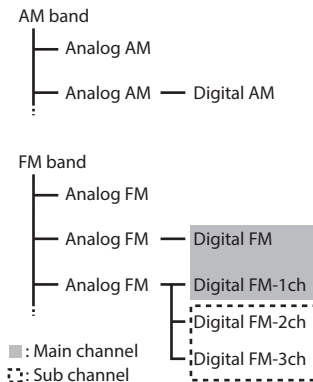 AM band
Analog AM
Analog AM Digital AM
FM band
Analog FM
Analog FM Digital FM
Analog FM Digital FM-1ch
Digital FM-2ch
Digital FM-3ch
: Main channel
: Sub channel